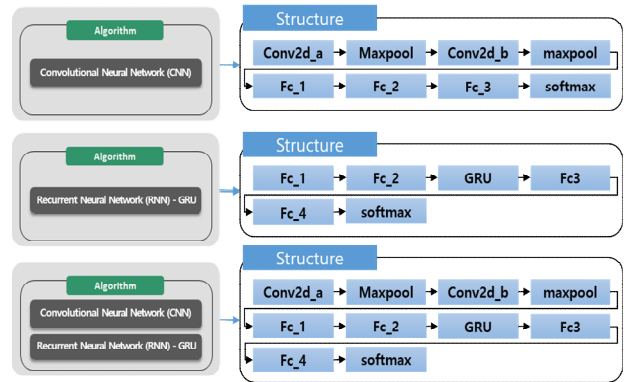 Algorithm
Convolutional Neural Network (CNN)
Structure
Conv2d_a Maxpool Conv2d_b maxpool
Fc_1 Fc_2 Fc_3 softmax
Algorithm
Recurrent Neural Network (RNN) - GRU
Structure
Fc_1 Fc_2 GRU Fc3
Fc_4 softmax
Algorithm
Convolutional Neural Network (CNN)
Recurrent Neural Network (RNN) - GRU
Structure
Conv2d_a Maxpool Conv2d_b maxpool
Fc_1 Fc_2 GRU Fc3
Fc_4 softmax